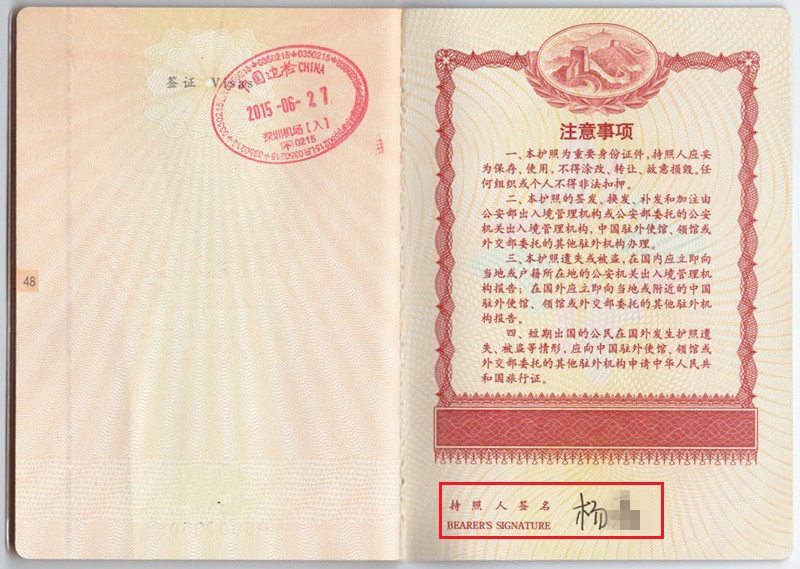 签证 Visas
中国边检 CHINA
2015-06-27
深圳机场[入]
闲0215
48
注意事项
一、本护照为重要身份证件,持照人应妥
为保存、使用,不得涂改、转让、故意损毁。任
何组织或个人不得非法扣押。
二、本护照的签发、换发、补发和加注由
公安部出入境管理机构或公安部委托的公安
机关出入境管理机构,中国驻外使馆、领馆或
外交部委托的其他驻外机构办理。
三、本护照遗失或被盗,在国内应立即向
当地或户籍所在地的公安机关出入境管理机
构报告;在国外应立即向当地或附近的中国
驻外使馆、领馆或外交部委托的其他驻外机
构报告。
四、短期出国的公民在国外发生护照遗
失、被盗等情形,应向中国驻外使馆、领馆或
外交部委托的其他驻外机构申请中华人民共
和国旅行证。
持照人签名 杨
BEARER'S SIGNATURE